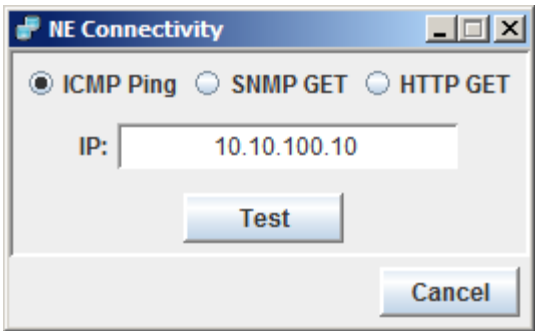 NE Connectivity
ICMP Ping SNMP GET HTTP GET
IP: 10.10.100.10
Test
Cancel